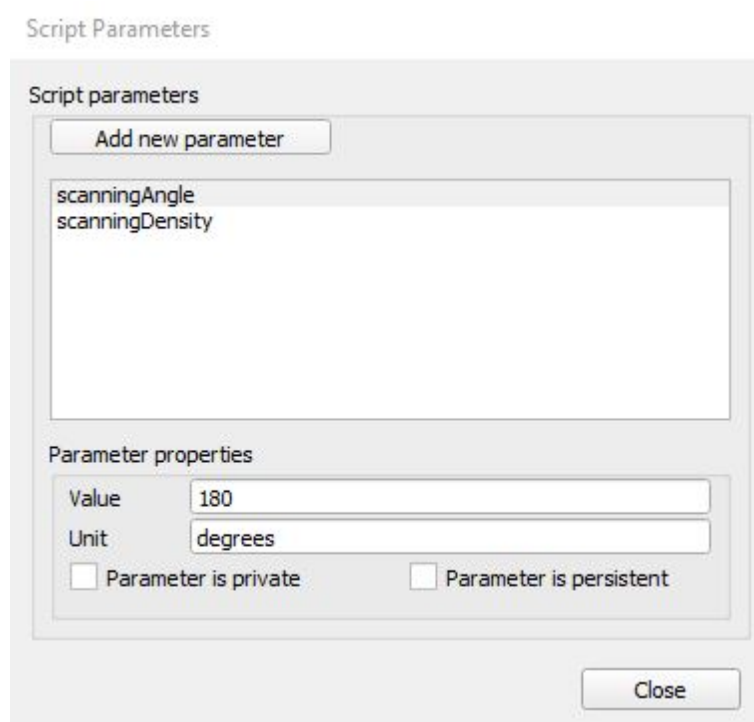 Script Parameters
Script parameters
Add new parameter
scanningAngle
scanningDensity
Parameter properties
Value 180
Unit degrees
Parameter is private Parameter is persistent
Close